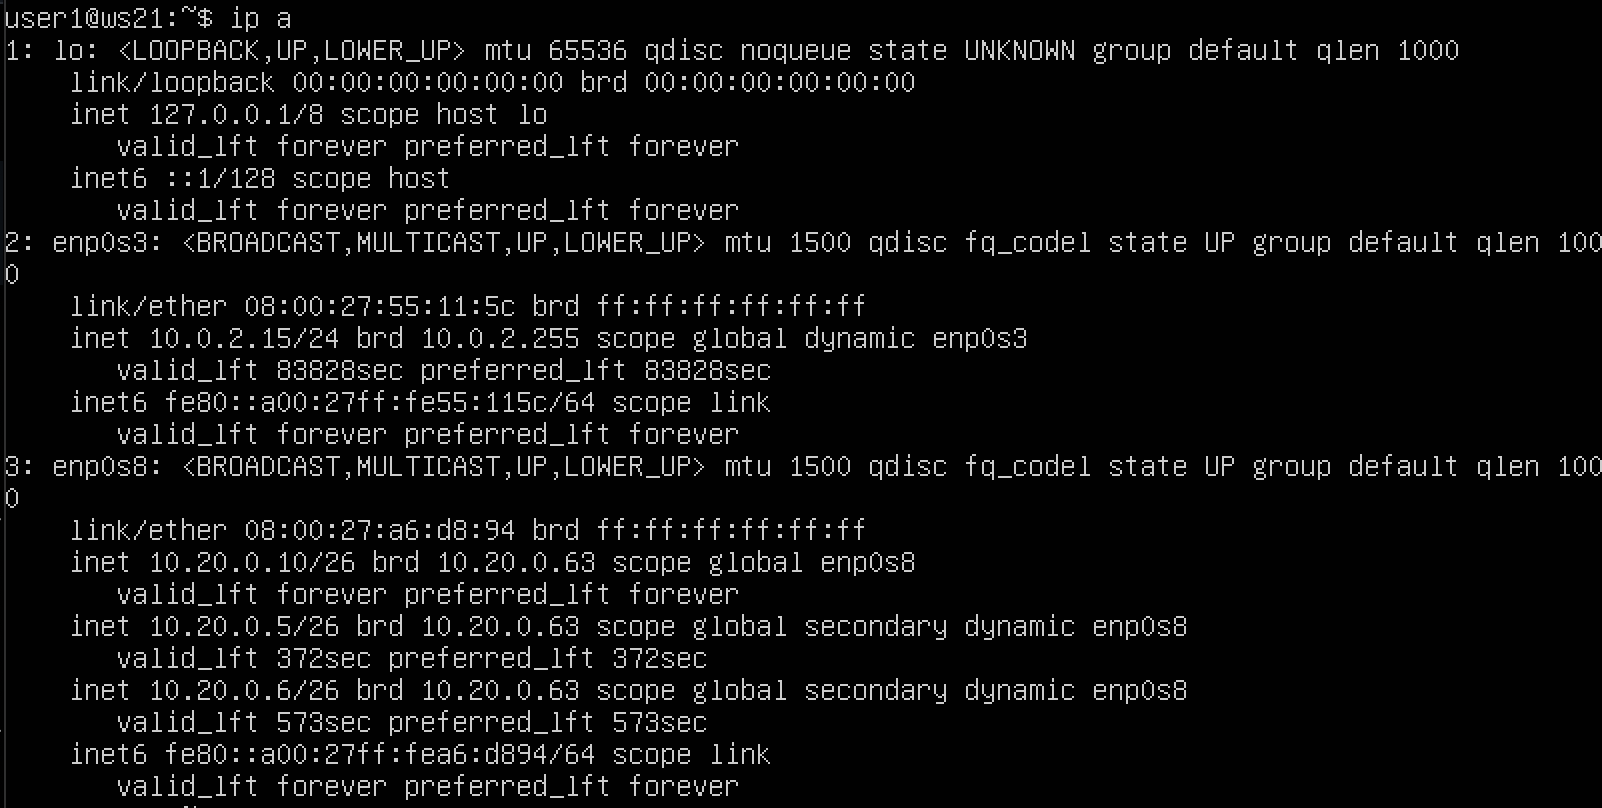 user1@ws21:~$ ip a
1: lo: <LOOPBACK,UP,LOWER_UP> mtu 65536 qdisc noqueue state UNKNOWN group default qlen 1000
    link/loopback 00:00:00:00:00:00 brd 00:00:00:00:00:00
    inet 127.0.0.1/8 scope host lo
       valid_lft forever preferred_lft forever
    inet6 ::1/128 scope host
       valid_lft forever preferred_lft forever
2: enp0s3: <BROADCAST,MULTICAST,UP,LOWER_UP> mtu 1500 qdisc fq_codel state UP group default qlen 100
0
    link/ether 08:00:27:55:11:5c brd ff:ff:ff:ff:ff:ff
    inet 10.0.2.15/24 brd 10.0.2.255 scope global dynamic enp0s3
       valid_lft 83828sec preferred_lft 83828sec
    inet6 fe80::a00:27ff:fe55:115c/64 scope link
       valid_lft forever preferred_lft forever
3: enp0s8: <BROADCAST,MULTICAST,UP,LOWER_UP> mtu 1500 qdisc fq_codel state UP group default qlen 100
0
    link/ether 08:00:27:a6:d8:94 brd ff:ff:ff:ff:ff:ff
    inet 10.20.0.10/26 brd 10.20.0.63 scope global enp0s8
       valid_lft forever preferred_lft forever
    inet 10.20.0.5/26 brd 10.20.0.63 scope global secondary dynamic enp0s8
       valid_lft 372sec preferred_lft 372sec
    inet 10.20.0.6/26 brd 10.20.0.63 scope global secondary dynamic enp0s8
       valid_lft 573sec preferred_lft 573sec
    inet6 fe80::a00:27ff:fea6:d894/64 scope link
       valid_lft forever preferred_lft forever